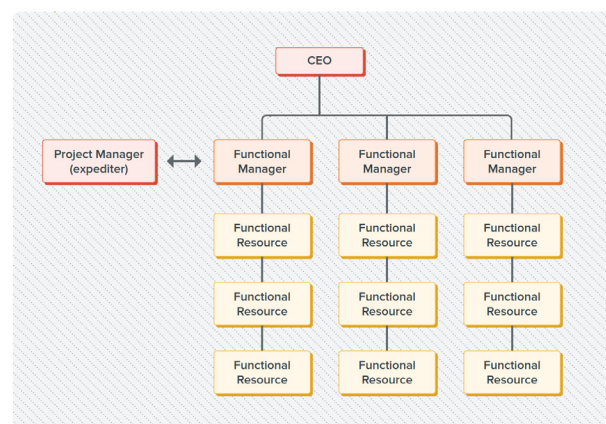 CEO
Project Manager
(expediter)
Functional
Manager
Functional
Manager
Functional
Manager
Functional
Resource
Functional
Resource
Functional
Resource
Functional
Resource
Functional
Resource
Functional
Resource
Functional
Resource
Functional
Resource
Functional
Resource